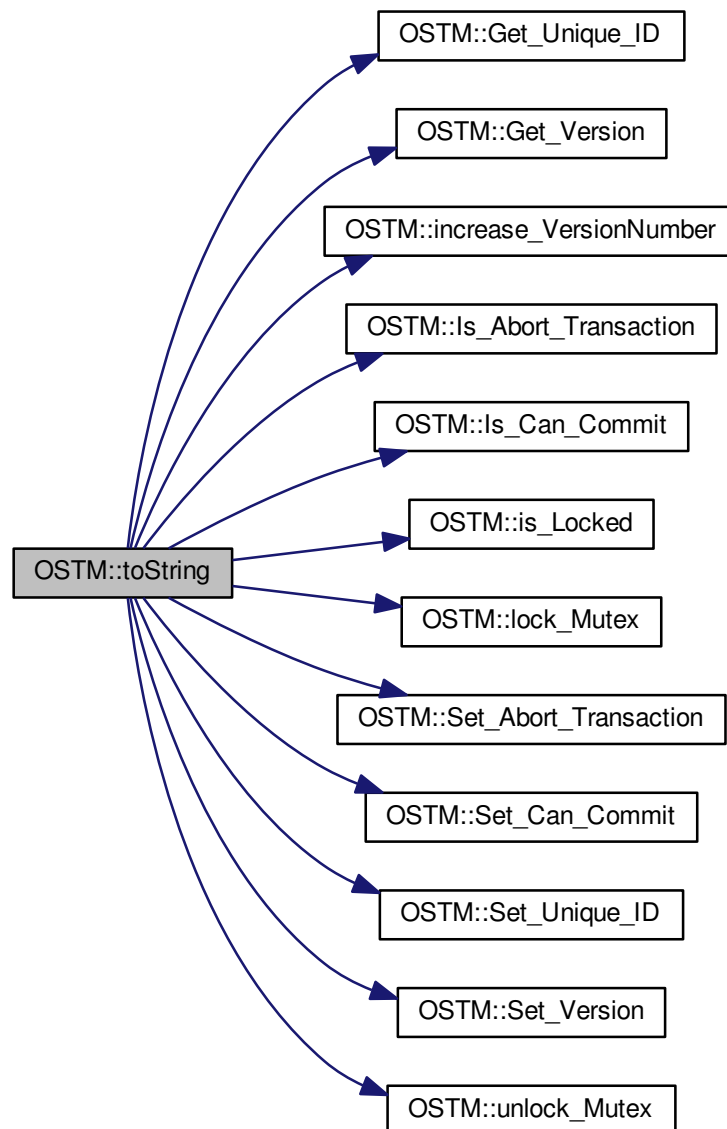 OSTM::Get_Unique_ID
OSTM::Get_Version
OSTM::increase_VersionNumber
OSTM::Is_Abort_Transaction
OSTM::Is_Can_Commit
OSTM::is_Locked
OSTM::toString
OSTM::lock_Mutex
OSTM::Set_Abort_Transaction
OSTM::Set_Can_Commit
OSTM::Set_Unique_ID
OSTM::Set_Version
OSTM::unlock_Mutex